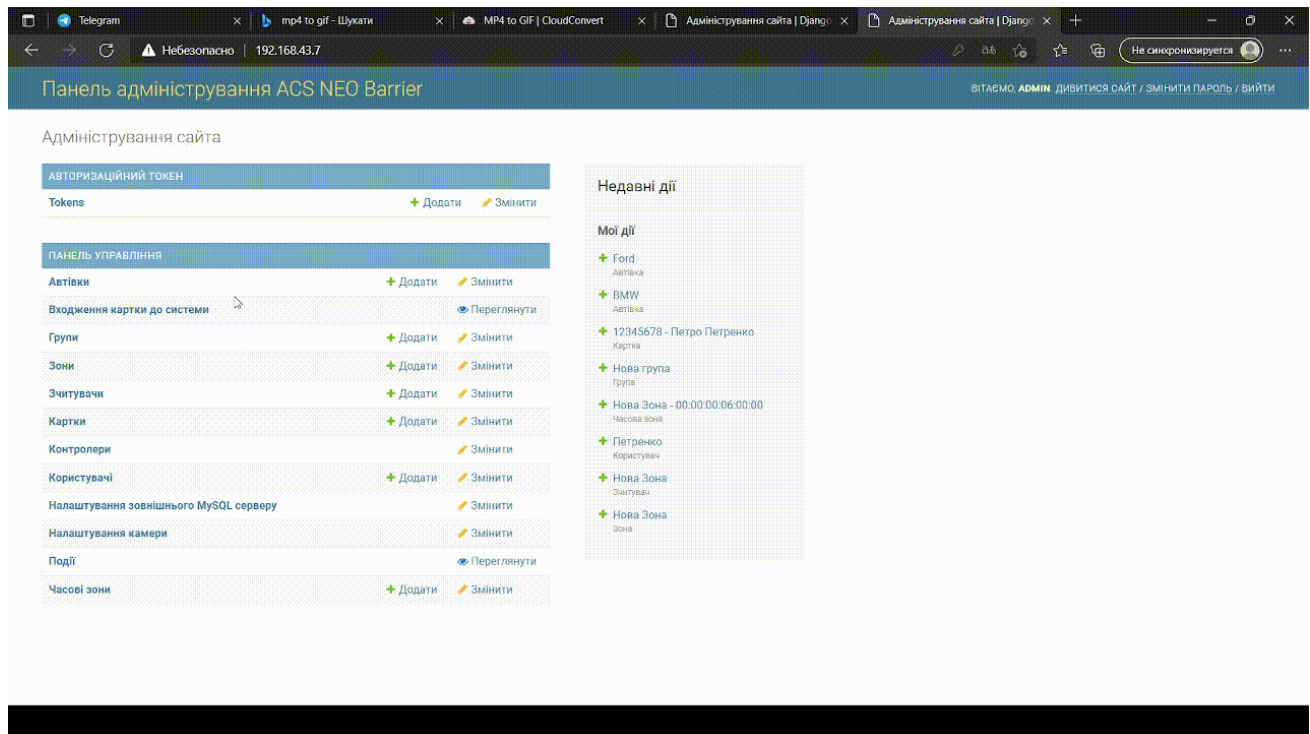 Telegram
mp4 to gif - Шукати
MP4 to GIF | CloudConvert
Адміністрування сайта | Django
Адміністрування сайта | Django
Небезопасно
192.168.43.7
Не синхронизируется
Панель адміністрування ACS NEO Barrier
ВІТАЄМО, ADMIN. ДИВИТИСЯ САЙТ / ЗМІНИТИ ПАРОЛЬ / ВИЙТИ
Адміністрування сайта
АВТОРИЗАЦІЙНИЙ ТОКЕН
Tokens Додати Змінити
ПАНЕЛЬ УПРАВЛІННЯ
Автівки Додати Змінити
Входження картки до системи Переглянути
Групи Додати Змінити
Зони Додати Змінити
Зчитувачи Додати Змінити
Картки Додати Змінити
Контролери Змінити
Користувачі Додати Змінити
Налаштування зовнішнього MySQL серверу Змінити
Налаштування камери Змінити
Події Переглянути
Часові зони Додати Змінити
Недавні дії
Мої дії
Ford
Автівка
BMW
Автівка
12345678 - Петро Петренко
Картка
Нова група
Група
Нова Зона - 00:00:00:06:00:00
Часова зона
Петренко
Користувач
Нова Зона
Зчитувач
Нова Зона
Зона